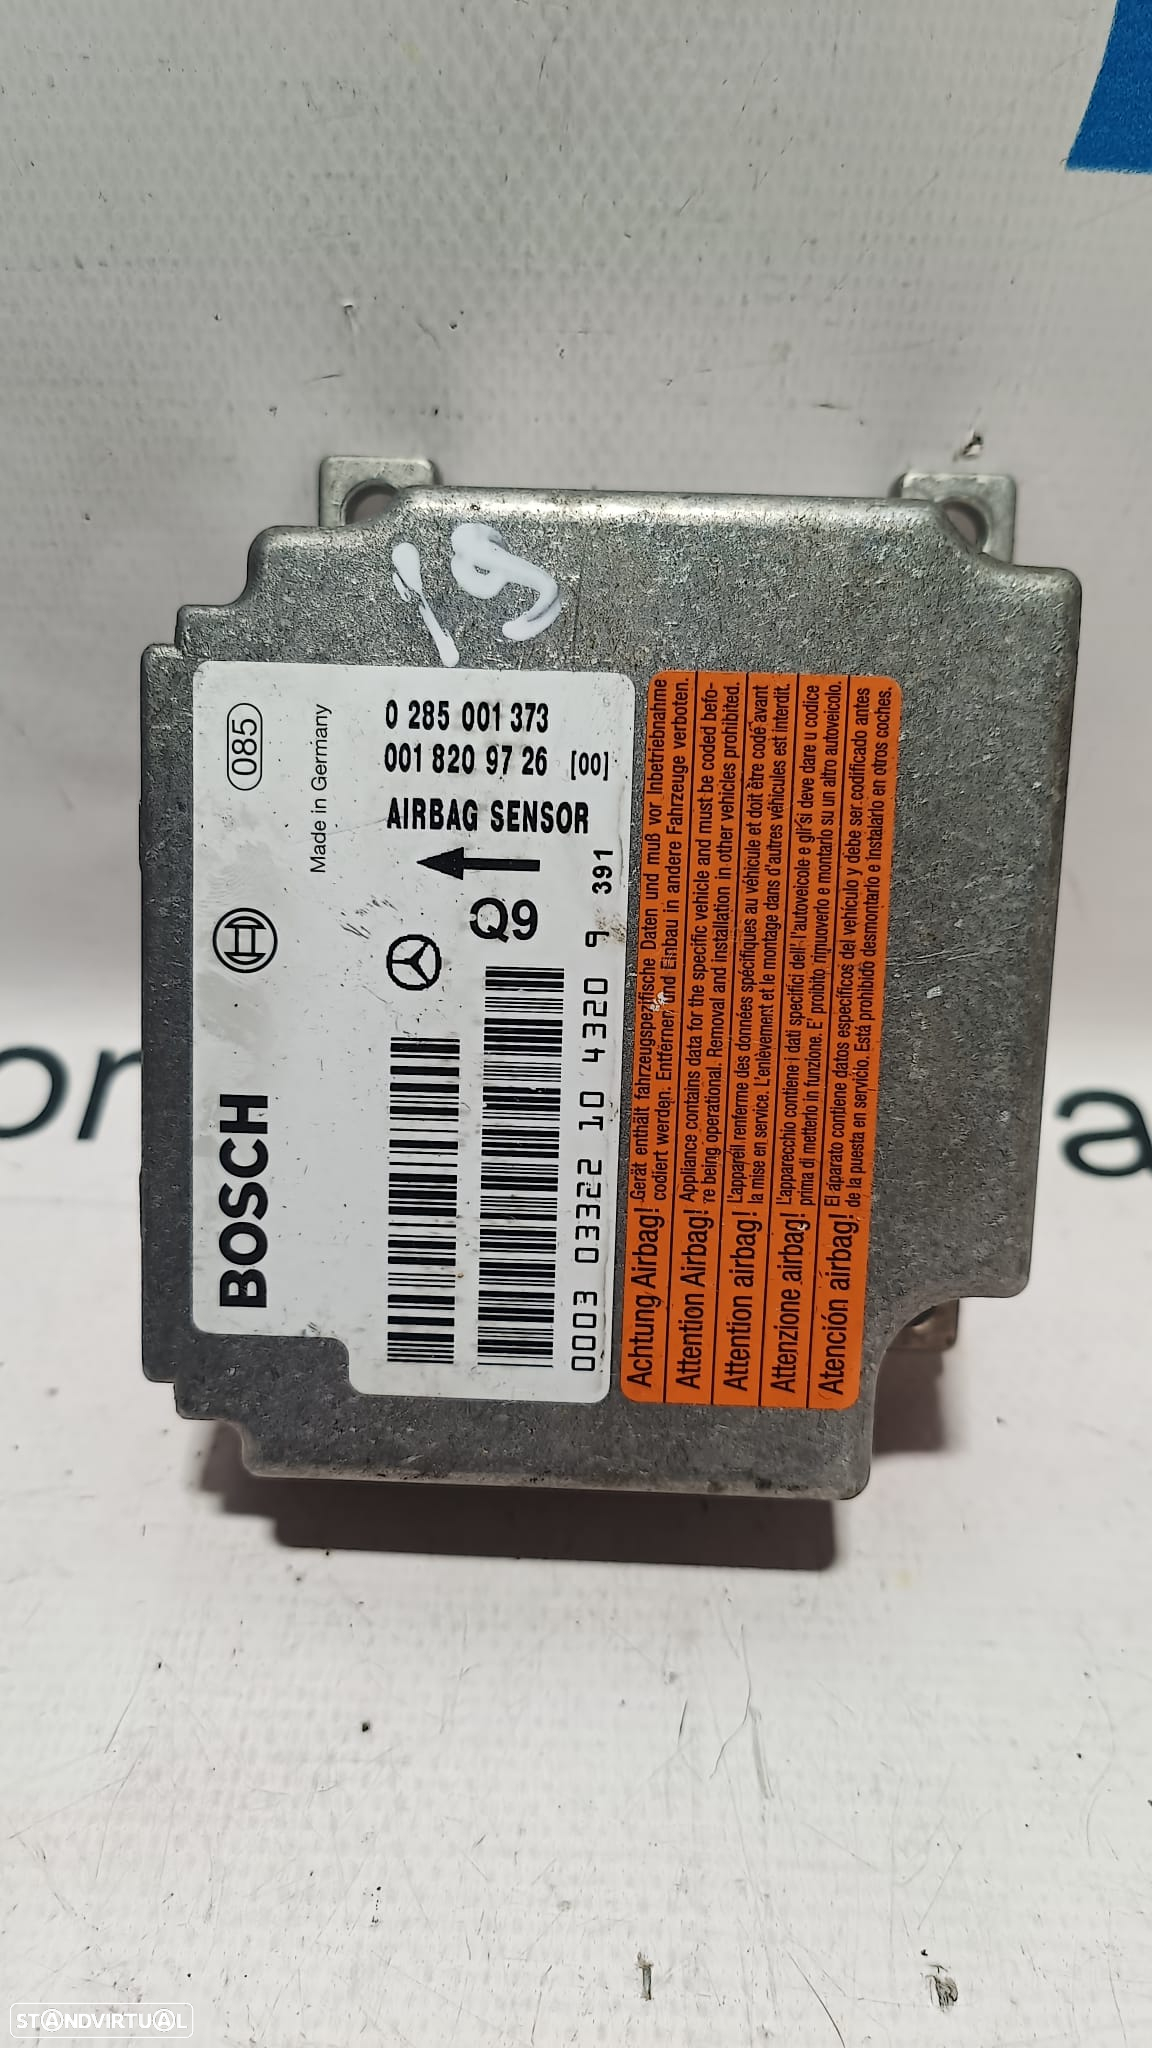 19
0 285 001 373
001 820 97 26 [00]
AIRBAG SENSOR
Q9
391
085
Made in Germany
BOSCH
0003 03322 10 4320 9
Achtung Airbag! Gerät enthält fahrzeugspezifische Daten und muß vor Inbetriebnahme
codiert werden. Entfernen und Einbau in andere Fahrzeuge verboten.
Attention Airbag! Appliance contains data for the specific vehicle and must be coded befo-
re being operational. Removal and installation in other vehicles prohibited.
Attention airbag! L'appareil renferme des données spécifiques au véhicule et doit être codé avant
la mise en service. L'enlèvement et le montage dans d'autres véhicules est interdit.
Attenzione airbag! L'apparecchio contiene i dati specifici dell' l'autoveicole e gli si deve dare u codice
prima di metterlo in funzione. E' proibito rimuoverlo e montarlo su un altro autoveicolo.
Atención airbag! El áparato contiene datos específicos del vehículo y debe ser codificado antes
de la puesta en servicio. Está prohibido desmontarlo e Instalarlo en otros coches.
or
a
STANDVIRTUAL